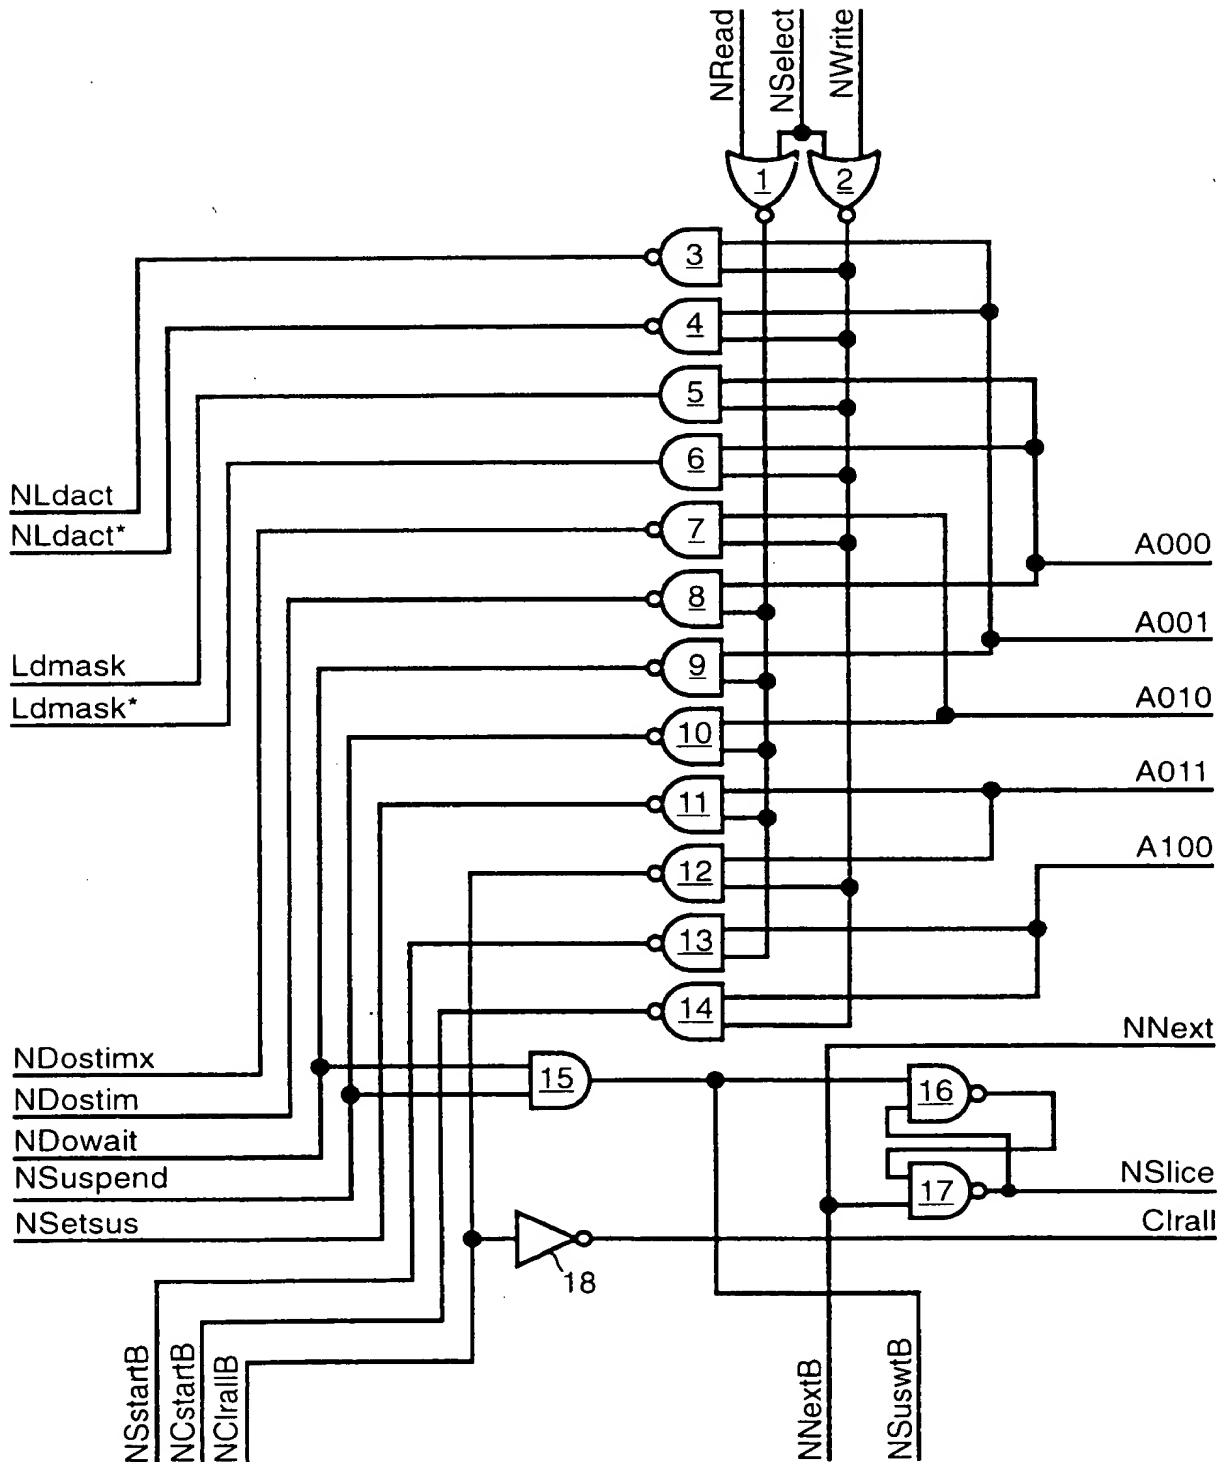 NRead
NSelect
NWrite
1
2
3
4
5
6
NLdact
NLdact*
7
A000
8
A001
Ldmask
9
Ldmask*
A010
10
A011
11
A100
12
13
14
NNext
NDostimx
15
16
NDostim
NDowait
NSuspend
17
NSlice
NSetsus
Clrall
18
NSstartB
NCstartB
NClrallB
NNextB
NSuswtB